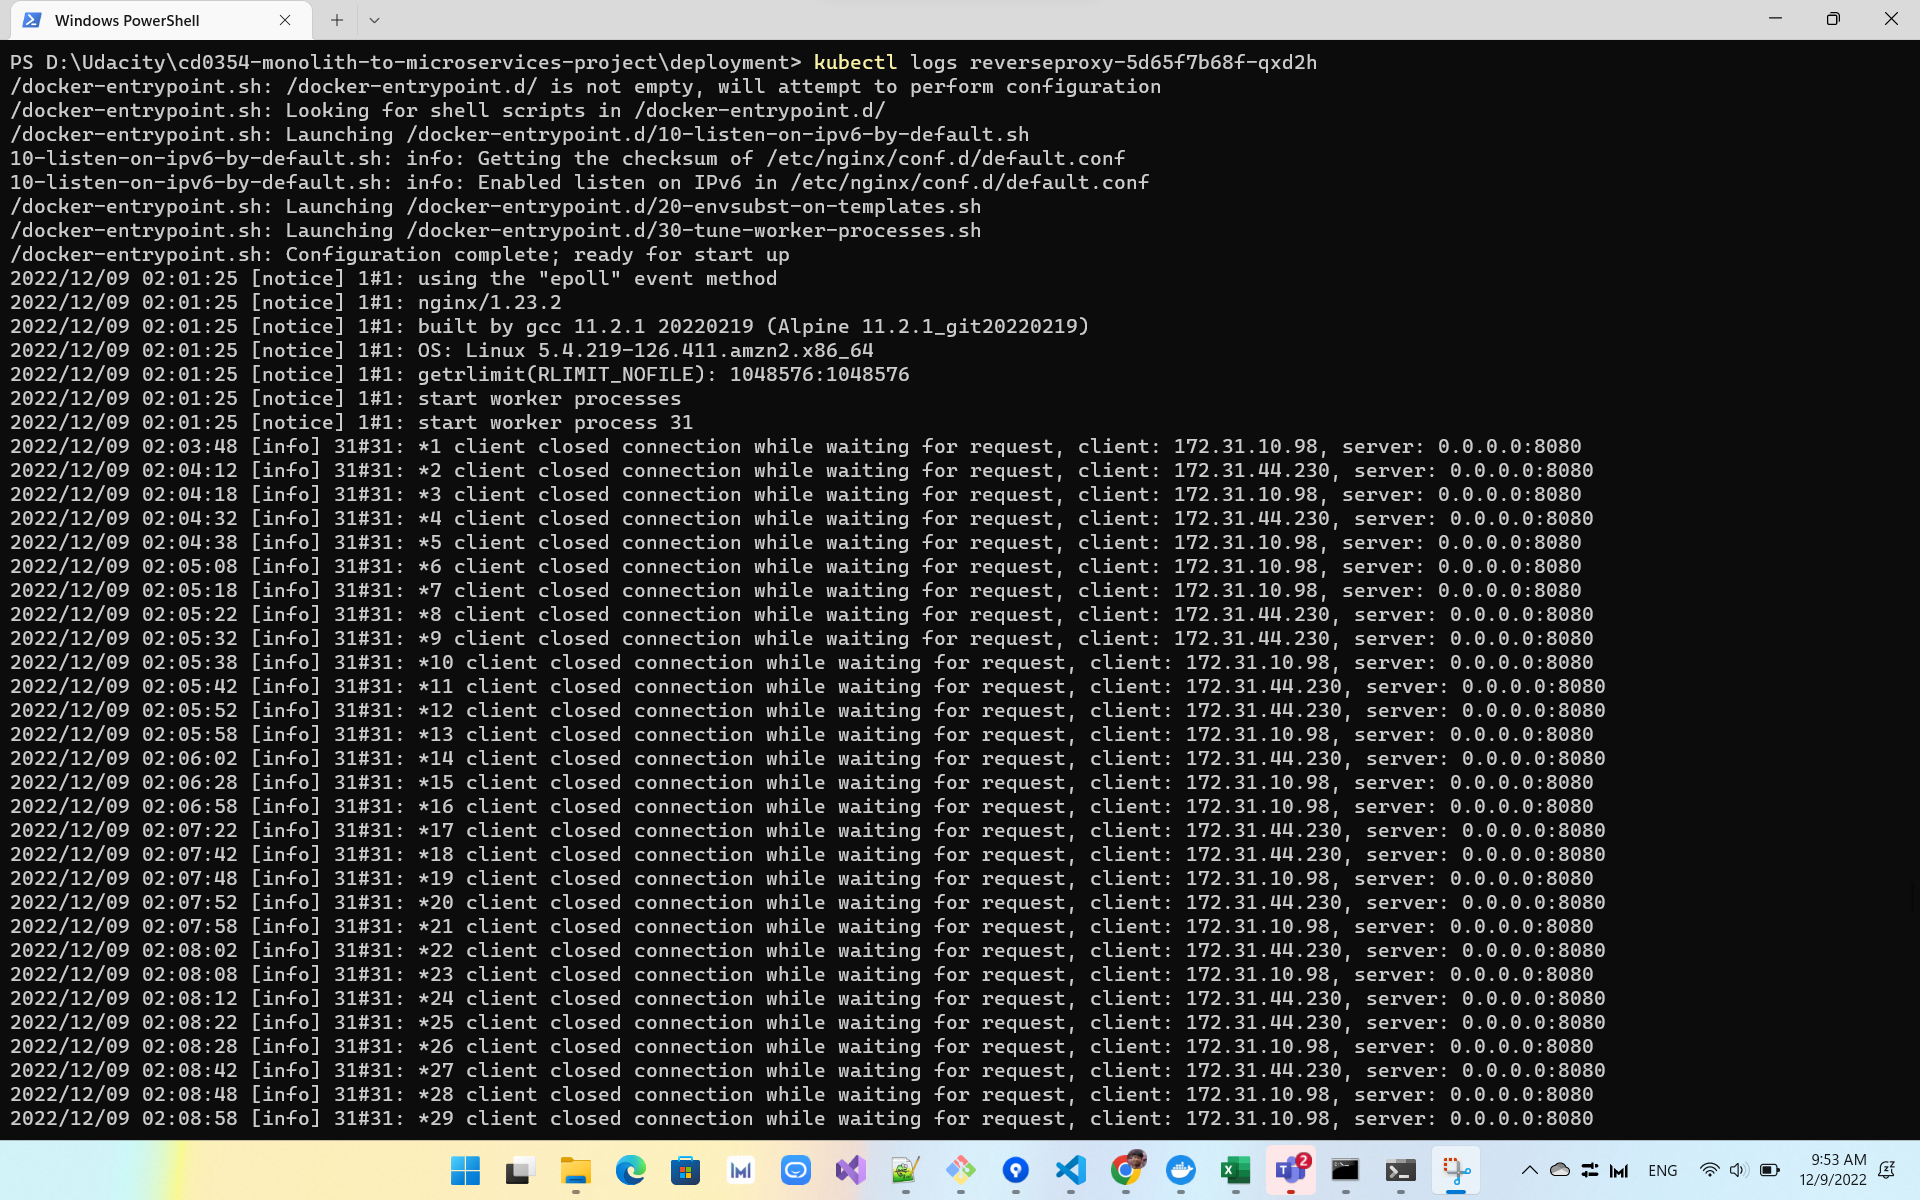 Windows PowerShell
PS D:\Udacity\cd0354-monolith-to-microservices-project\deployment> kubectl logs reverseproxy-5d65f7b68f-qxd2h
/docker-entrypoint.sh: /docker-entrypoint.d/ is not empty, will attempt to perform configuration
/docker-entrypoint.sh: Looking for shell scripts in /docker-entrypoint.d/
/docker-entrypoint.sh: Launching /docker-entrypoint.d/10-listen-on-ipv6-by-default.sh
10-listen-on-ipv6-by-default.sh: info: Getting the checksum of /etc/nginx/conf.d/default.conf
10-listen-on-ipv6-by-default.sh: info: Enabled listen on IPv6 in /etc/nginx/conf.d/default.conf
/docker-entrypoint.sh: Launching /docker-entrypoint.d/20-envsubst-on-templates.sh
/docker-entrypoint.sh: Launching /docker-entrypoint.d/30-tune-worker-processes.sh
/docker-entrypoint.sh: Configuration complete; ready for start up
2022/12/09 02:01:25 [notice] 1#1: using the "epoll" event method
2022/12/09 02:01:25 [notice] 1#1: nginx/1.23.2
2022/12/09 02:01:25 [notice] 1#1: built by gcc 11.2.1 20220219 (Alpine 11.2.1_git20220219)
2022/12/09 02:01:25 [notice] 1#1: OS: Linux 5.4.219-126.411.amzn2.x86_64
2022/12/09 02:01:25 [notice] 1#1: getrlimit(RLIMIT_NOFILE): 1048576:1048576
2022/12/09 02:01:25 [notice] 1#1: start worker processes
2022/12/09 02:01:25 [notice] 1#1: start worker process 31
2022/12/09 02:03:48 [info] 31#31: *1 client closed connection while waiting for request, client: 172.31.10.98, server: 0.0.0.0:8080
2022/12/09 02:04:12 [info] 31#31: *2 client closed connection while waiting for request, client: 172.31.44.230, server: 0.0.0.0:8080
2022/12/09 02:04:18 [info] 31#31: *3 client closed connection while waiting for request, client: 172.31.10.98, server: 0.0.0.0:8080
2022/12/09 02:04:32 [info] 31#31: *4 client closed connection while waiting for request, client: 172.31.44.230, server: 0.0.0.0:8080
2022/12/09 02:04:38 [info] 31#31: *5 client closed connection while waiting for request, client: 172.31.10.98, server: 0.0.0.0:8080
2022/12/09 02:05:08 [info] 31#31: *6 client closed connection while waiting for request, client: 172.31.10.98, server: 0.0.0.0:8080
2022/12/09 02:05:18 [info] 31#31: *7 client closed connection while waiting for request, client: 172.31.10.98, server: 0.0.0.0:8080
2022/12/09 02:05:22 [info] 31#31: *8 client closed connection while waiting for request, client: 172.31.44.230, server: 0.0.0.0:8080
2022/12/09 02:05:32 [info] 31#31: *9 client closed connection while waiting for request, client: 172.31.44.230, server: 0.0.0.0:8080
2022/12/09 02:05:38 [info] 31#31: *10 client closed connection while waiting for request, client: 172.31.10.98, server: 0.0.0.0:8080
2022/12/09 02:05:42 [info] 31#31: *11 client closed connection while waiting for request, client: 172.31.44.230, server: 0.0.0.0:8080
2022/12/09 02:05:52 [info] 31#31: *12 client closed connection while waiting for request, client: 172.31.44.230, server: 0.0.0.0:8080
2022/12/09 02:05:58 [info] 31#31: *13 client closed connection while waiting for request, client: 172.31.10.98, server: 0.0.0.0:8080
2022/12/09 02:06:02 [info] 31#31: *14 client closed connection while waiting for request, client: 172.31.44.230, server: 0.0.0.0:8080
2022/12/09 02:06:28 [info] 31#31: *15 client closed connection while waiting for request, client: 172.31.10.98, server: 0.0.0.0:8080
2022/12/09 02:06:58 [info] 31#31: *16 client closed connection while waiting for request, client: 172.31.10.98, server: 0.0.0.0:8080
2022/12/09 02:07:22 [info] 31#31: *17 client closed connection while waiting for request, client: 172.31.44.230, server: 0.0.0.0:8080
2022/12/09 02:07:42 [info] 31#31: *18 client closed connection while waiting for request, client: 172.31.44.230, server: 0.0.0.0:8080
2022/12/09 02:07:48 [info] 31#31: *19 client closed connection while waiting for request, client: 172.31.10.98, server: 0.0.0.0:8080
2022/12/09 02:07:52 [info] 31#31: *20 client closed connection while waiting for request, client: 172.31.44.230, server: 0.0.0.0:8080
2022/12/09 02:07:58 [info] 31#31: *21 client closed connection while waiting for request, client: 172.31.10.98, server: 0.0.0.0:8080
2022/12/09 02:08:02 [info] 31#31: *22 client closed connection while waiting for request, client: 172.31.44.230, server: 0.0.0.0:8080
2022/12/09 02:08:08 [info] 31#31: *23 client closed connection while waiting for request, client: 172.31.10.98, server: 0.0.0.0:8080
2022/12/09 02:08:12 [info] 31#31: *24 client closed connection while waiting for request, client: 172.31.44.230, server: 0.0.0.0:8080
2022/12/09 02:08:22 [info] 31#31: *25 client closed connection while waiting for request, client: 172.31.44.230, server: 0.0.0.0:8080
2022/12/09 02:08:28 [info] 31#31: *26 client closed connection while waiting for request, client: 172.31.10.98, server: 0.0.0.0:8080
2022/12/09 02:08:42 [info] 31#31: *27 client closed connection while waiting for request, client: 172.31.44.230, server: 0.0.0.0:8080
2022/12/09 02:08:48 [info] 31#31: *28 client closed connection while waiting for request, client: 172.31.10.98, server: 0.0.0.0:8080
2022/12/09 02:08:58 [info] 31#31: *29 client closed connection while waiting for request, client: 172.31.10.98, server: 0.0.0.0:8080
2
ENG
9:53 AM
12/9/2022